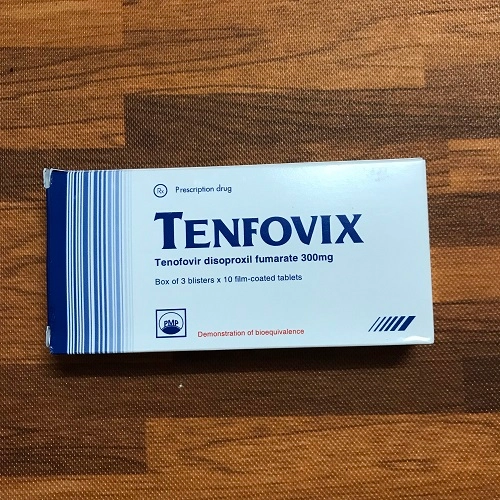 Rx Prescription drug
TENFOVIX
Tenofovir disoproxil fumarate 300mg
Box of 3 blisters x 10 film-coated tablets
PMP
Demonstration of bioequivalence